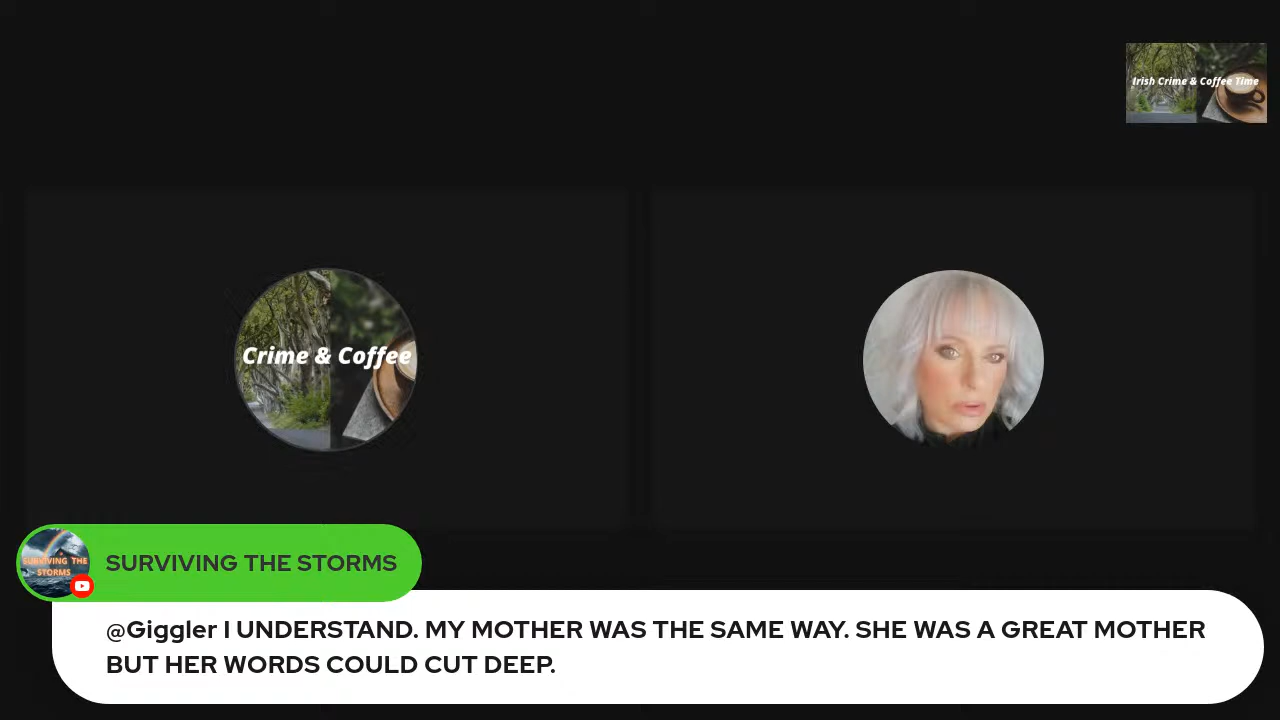 Irish Crime & Coffee Time
Crime & Coffee
SURVIVING THE
STORMS
SURVIVING THE STORMS
@Giggler I UNDERSTAND. MY MOTHER WAS THE SAME WAY. SHE WAS A GREAT MOTHER
BUT HER WORDS COULD CUT DEEP.